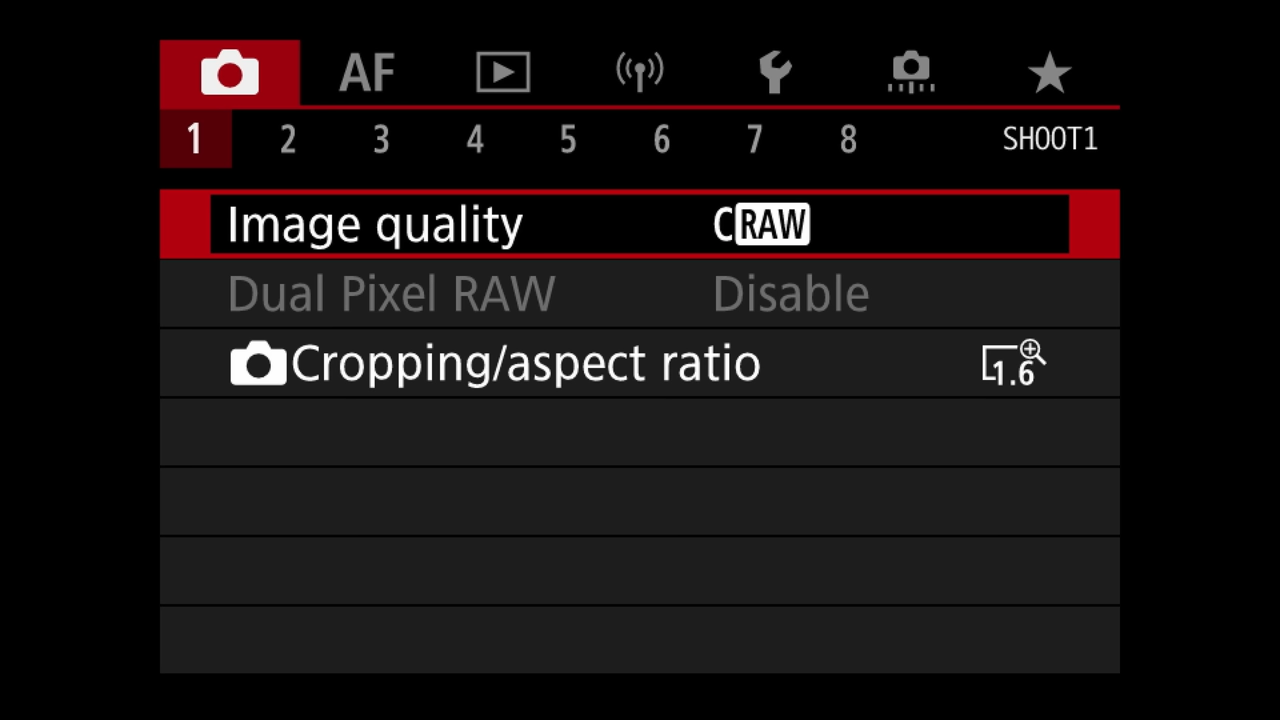 AF
1 2 3 4 5 6 7 8 SHOOT1
Image quality CRAW
Dual Pixel RAW Disable
Cropping/aspect ratio 1.6